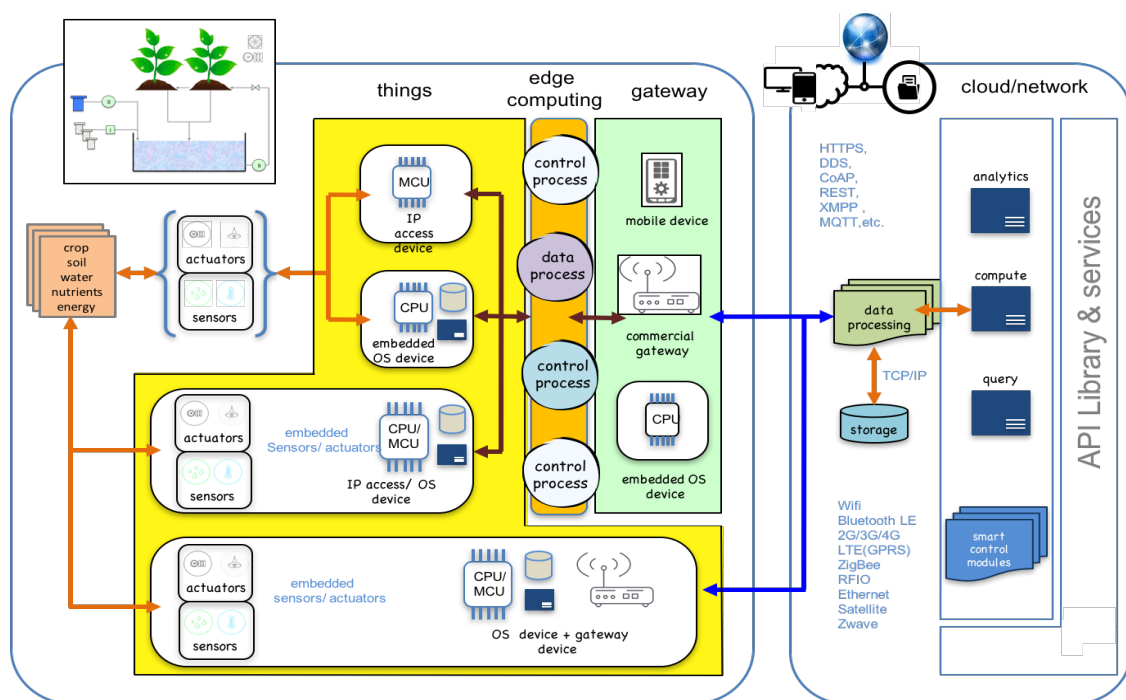 things
edge
computing
gateway
cloud/network
crop
soil
water
nutrients
energy
actuators
sensors
MCU
IP
access
device
CPU
embedded
OS device
actuators
sensors
embedded
Sensors/ actuators
CPU/
MCU
IP access/ OS
device
actuators
sensors
embedded
sensors/ actuators
CPU/
MCU
OS device + gateway
device
control
process
data
process
control
process
control
process
mobile device
commercial
gateway
CPU
embedded OS
device
HTTPS,
DDS,
CoAP,
REST,
XMPP ,
MQTT,etc.
data
processing
TCP/IP
storage
Wifi
Bluetooth LE
2G/3G/4G
LTE(GPRS)
ZigBee
RFIO
Ethernet
Satellite
Zwave
analytics
compute
query
smart
control
modules
API Library & services